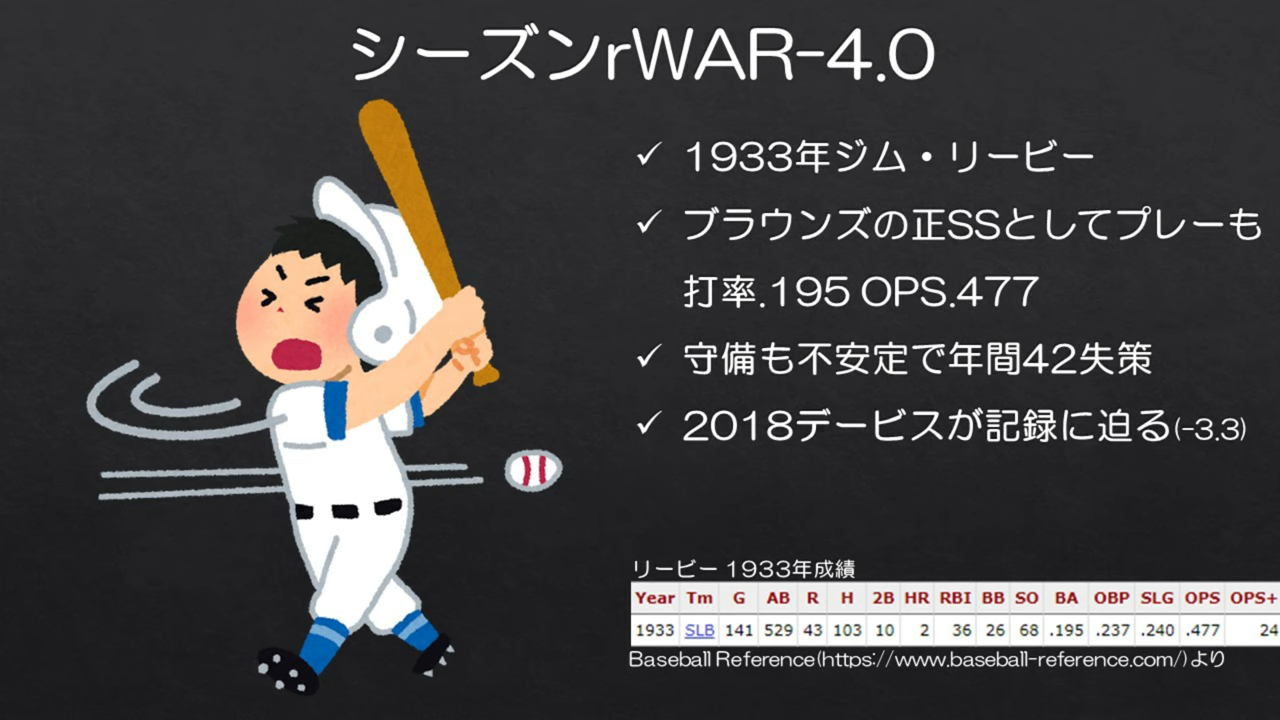 シーズンrWAR-4.0
✓ 1933年ジム・リービー
✓ ブラウンズの正SSとしてプレーも
打率.195 OPS.477
✓ 守備も不安定で年間42失策
✓ 2018デービスが記録に迫る(-3.3)
リービー 1933年成績
Year Tm G AB R H 2B HR RBI BB SO BA OBP SLG OPS OPS+
1933 SLB 141 529 43 103 10 2 36 26 68 .195 .237 .240 .477 24
Baseball Reference(https://www.baseball-reference.com/)より